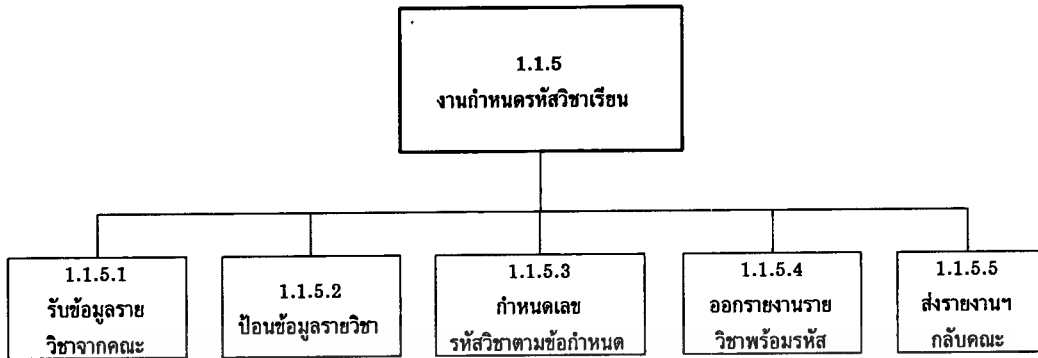 1.1.5
งานกำหนดรหัสวิชาเรียน
1.1.5.1
รับข้อมูลราย
วิชาจากคณะ
1.1.5.2
ป้อนข้อมูลรายวิชา
1.1.5.3
กำหนดเลข
รหัสวิชาตามข้อกำหนด
1.1.5.4
ออกรายงานราย
วิชาพร้อมรหัส
1.1.5.5
ส่งรายงานฯ
กลับคณะ